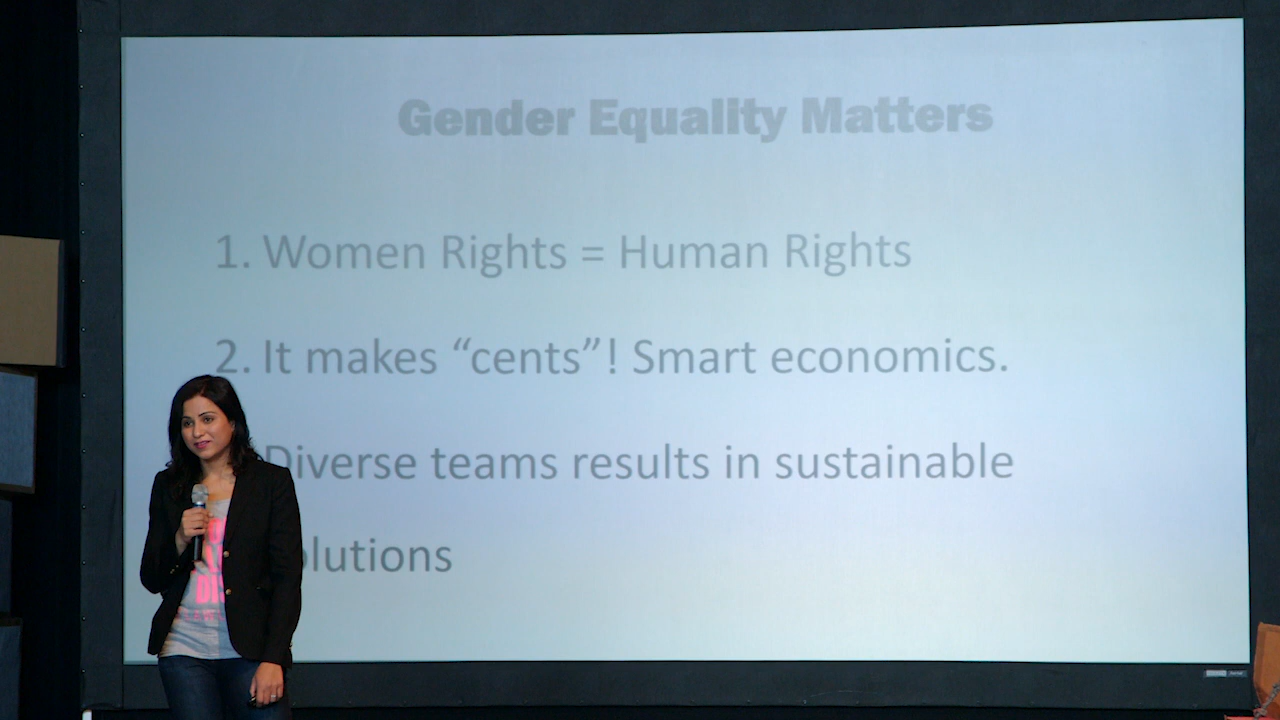 Gender Equality Matters
1. Women Rights = Human Rights
2. It makes “cents”! Smart economics.
Diverse teams results in sustainable
olutions
DI